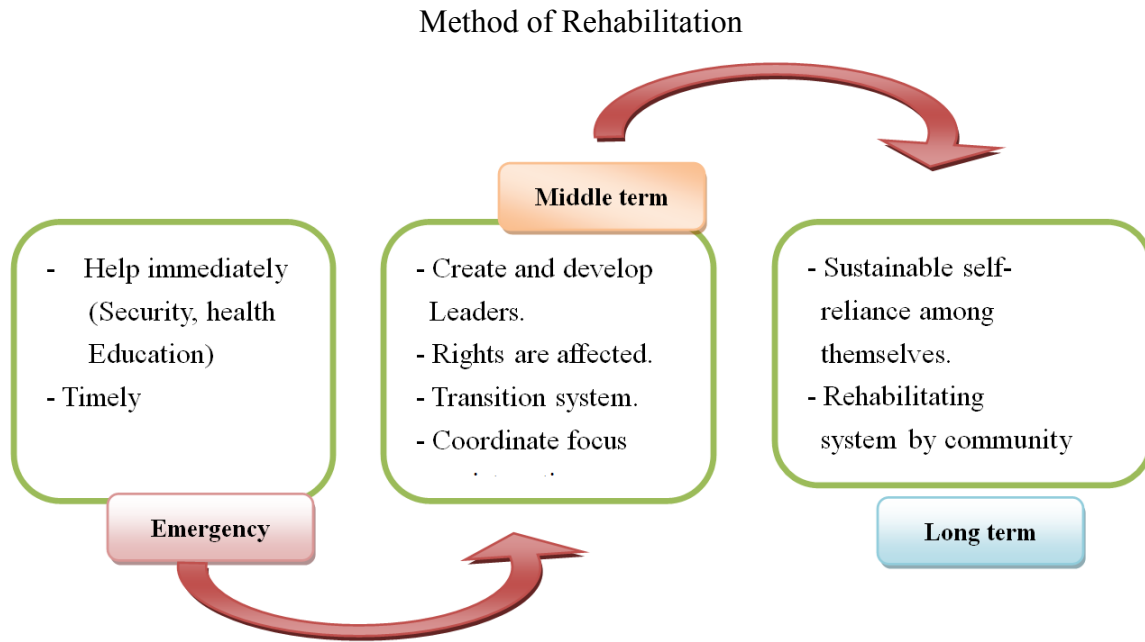 Method of Rehabilitation
Middle term
- Help immediately
(Security, health
Education)
- Timely
Emergency
- Create and develop
Leaders.
- Rights are affected.
- Transition system.
- Coordinate focus
- Sustainable self-
reliance among
themselves.
- Rehabilitating
system by community
Long term